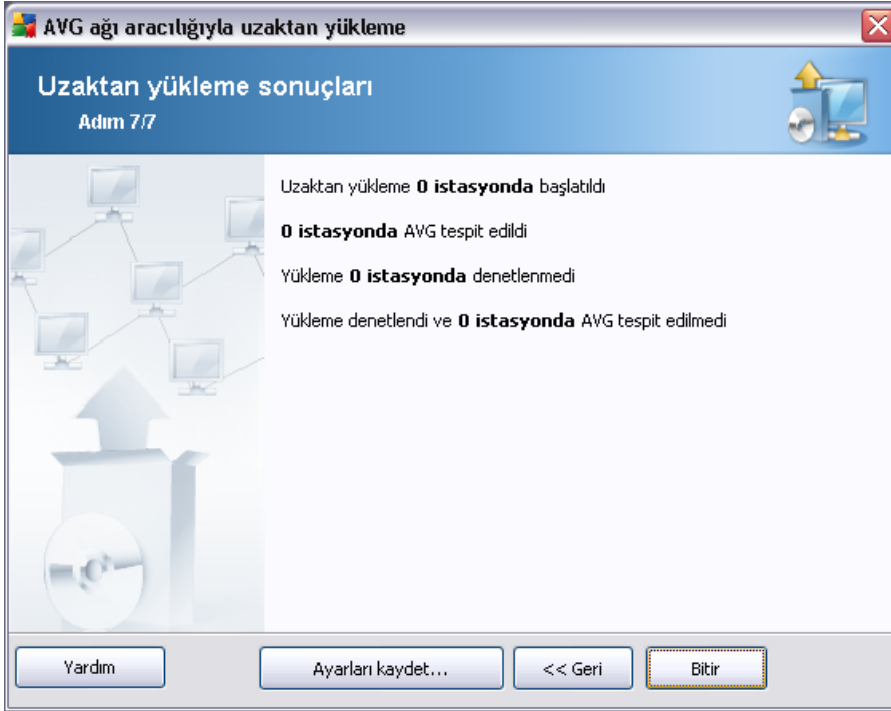 AVG ağı aracılığıyla uzaktan yükleme
Uzaktan yükleme sonuçları
Adım 7/7
Uzaktan yükleme 0 istasyonda başlatıldı
0 istasyonda AVG tespit edildi
Yükleme 0 istasyonda denetlenmedi
Yükleme denetlendi ve 0 istasyonda AVG tespit edilmedi
Yardım
Ayarları kaydet...
<< Geri
Bitir